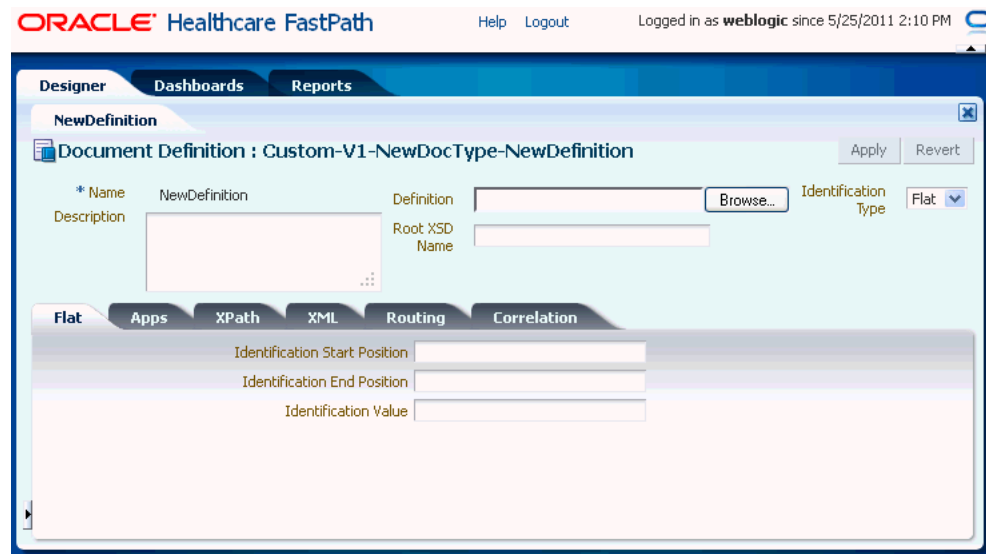 ORACLE Healthcare FastPath Help Logout Logged in as weblogic since 5/25/2011 2:10 PM
Designer Dashboards Reports
NewDefinition
Document Definition : Custom-V1-NewDocType-NewDefinition Apply Revert
* Name NewDefinition
Description
Definition Browse...
Root XSD
Name
Identification
Type Flat
Flat Apps XPath XML Routing Correlation
Identification Start Position
Identification End Position
Identification Value